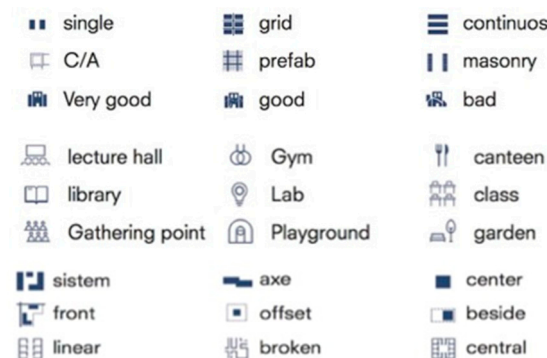 single grid continuos
C/A prefab masonry
Very good good bad
lecture hall Gym canteen
library Lab class
Gathering point Playground garden
sistem axe center
front offset beside
linear broken central